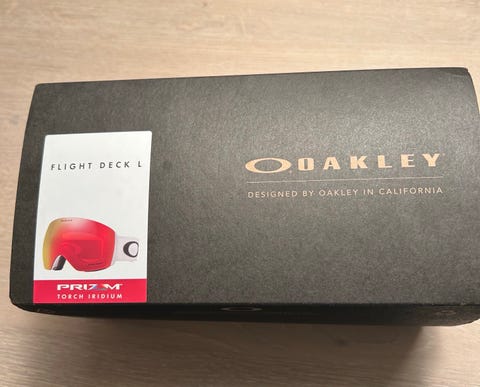 FLIGHT DECK L
PRIZM
TORCH IRIDIUM
OAKLEY
DESIGNED BY OAKLEY IN CALIFORNIA